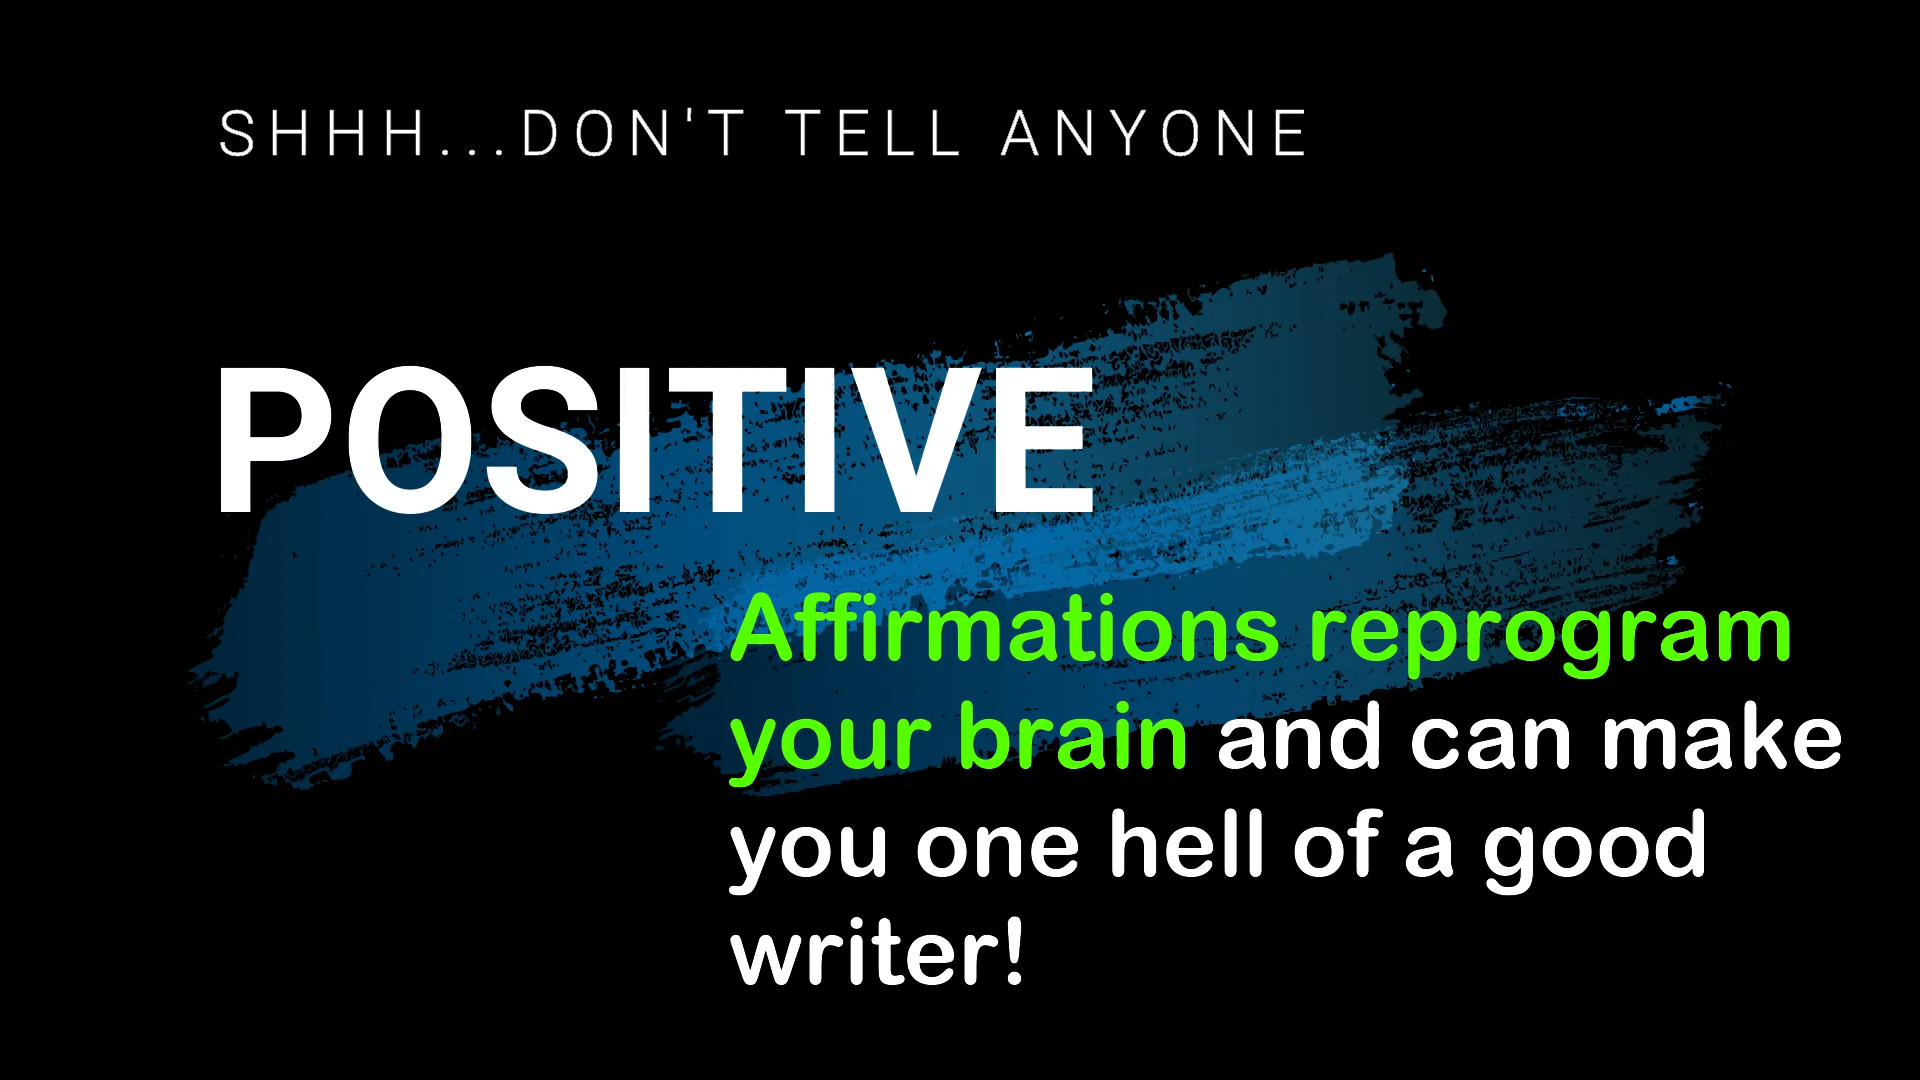 SHHH...DON'T TELL ANYONE
POSITIVE
Affirmations reprogram
your brain and can make
you one hell of a good
writer!